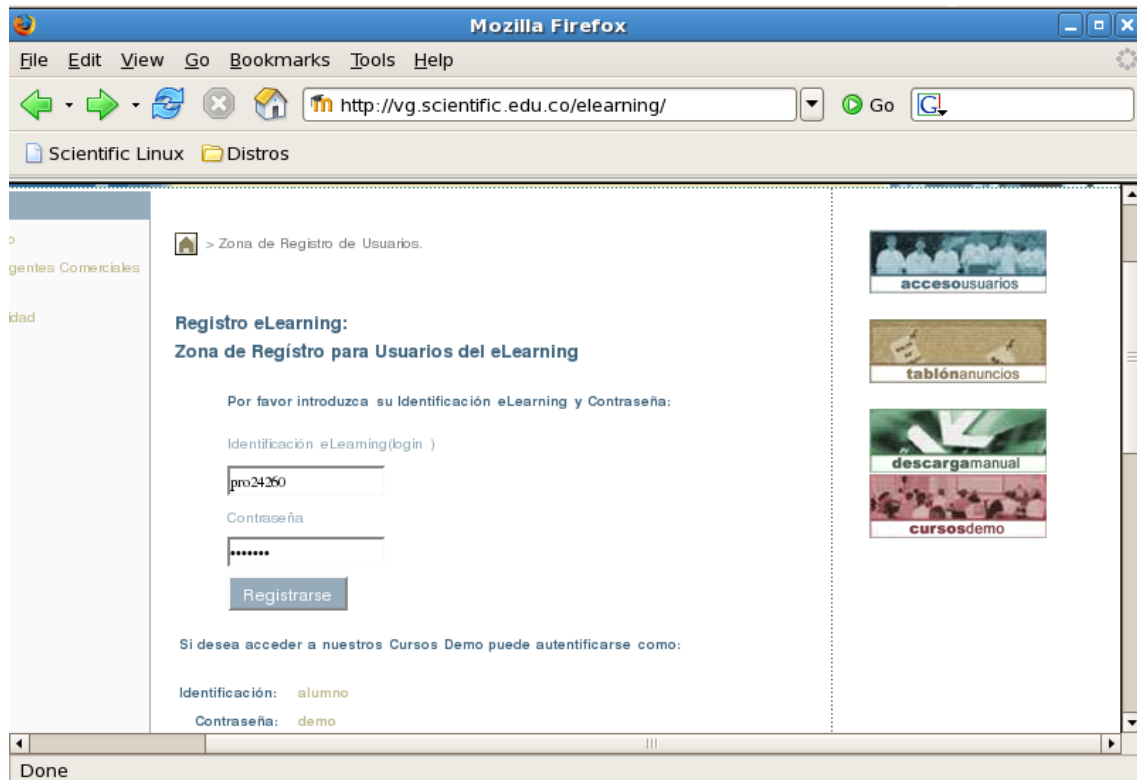 Mozilla Firefox
File Edit View Go Bookmarks Tools Help
http://vg.scientific.edu.co/elearning/
Go
G
Scientific Linux
Distros
> Zona de Registro de Usuarios.
gentes Comerciales
idad
accesousuarios
Registro eLearning:
Zona de Regístro para Usuarios del eLearning
tablónanuncios
Por favor introduzca su Identificación eLearning y Contraseña:
Identificación eLearning(login )
descargamanual
pro24260
Contraseña
cursosdemo
•••••••
Registrarse
Si desea acceder a nuestros Cursos Demo puede autentificarse como:
Identificación: alumno
Contraseña: demo
Done